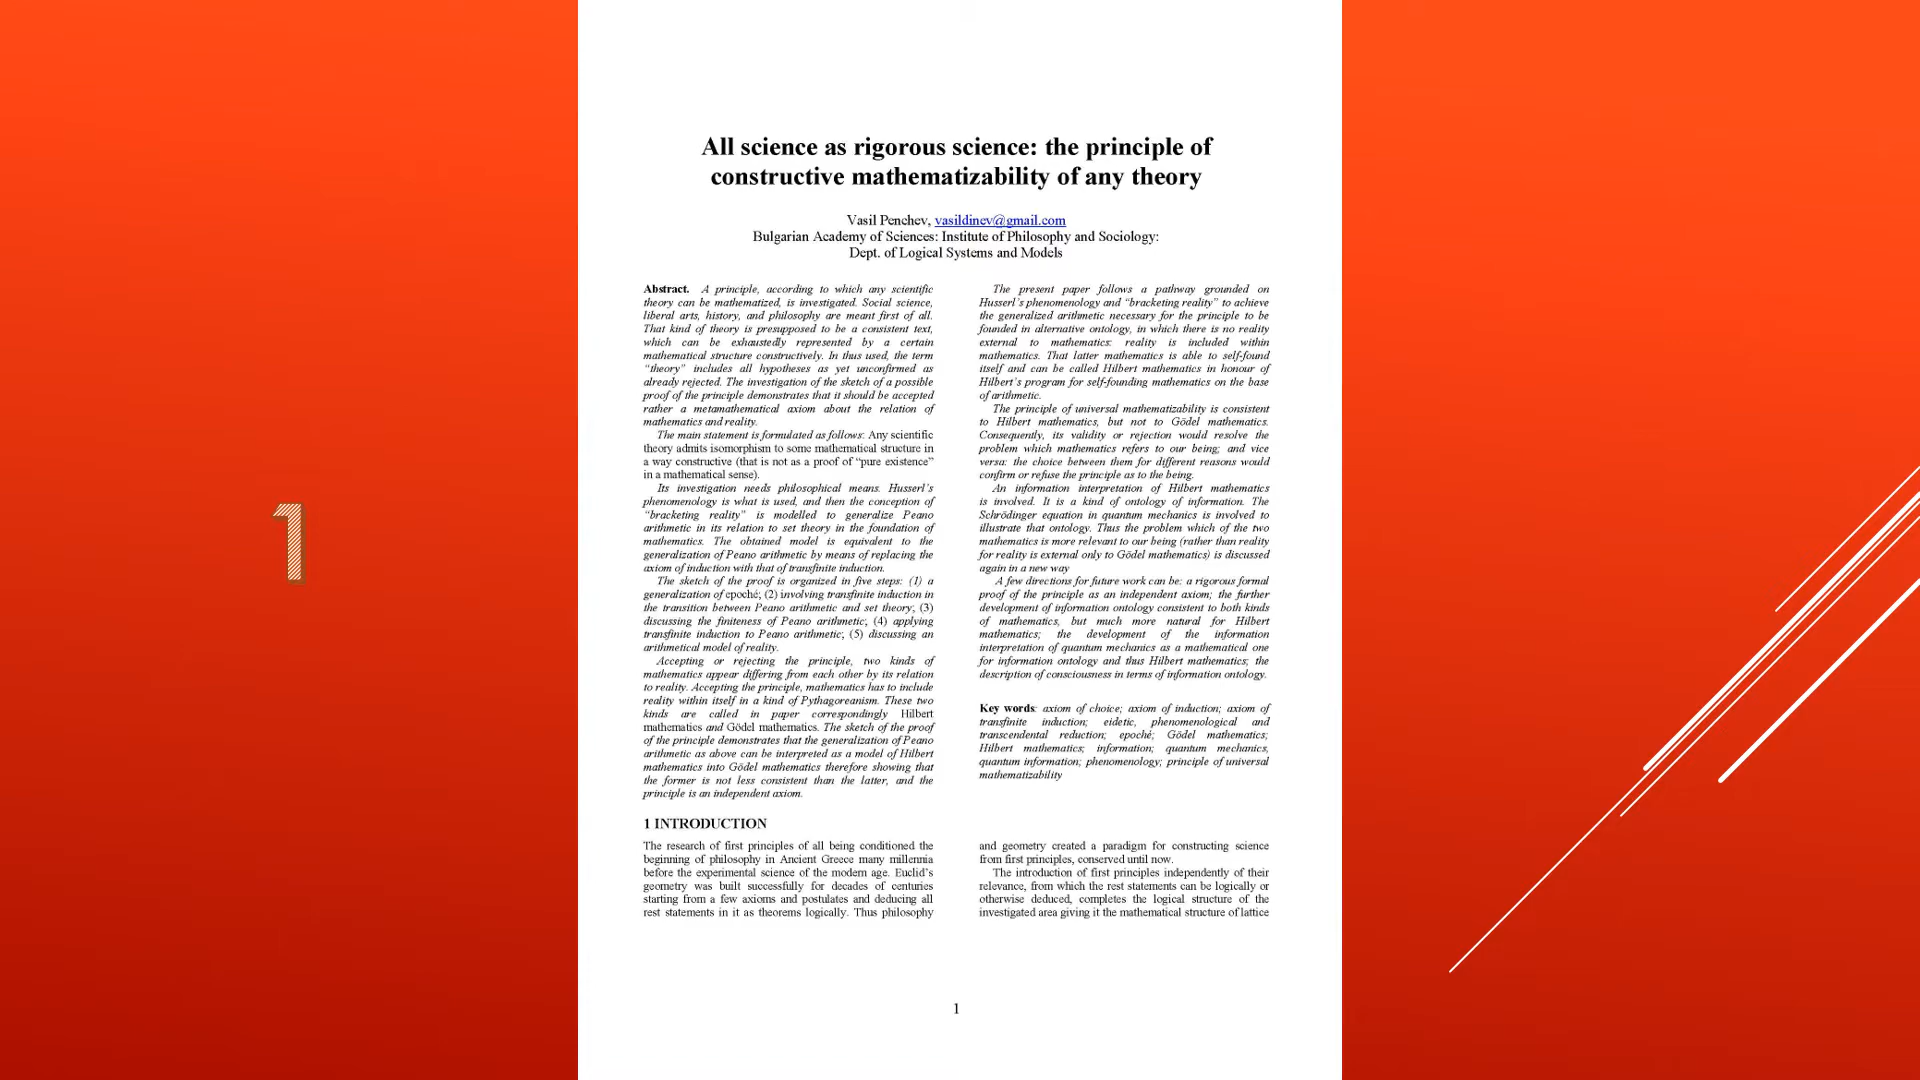 1
All science as rigorous science: the principle of
constructive mathematizability of any theory
Vasil Penchev, vasildinev@gmail.com
Bulgarian Academy of Sciences: Institute of Philosophy and Sociology:
Dept. of Logical Systems and Models
Abstract. A principle, according to which any scientific
theory can be mathematized, is investigated. Social science,
liberal arts, history, and philosophy are meant first of all.
That kind of theory is presupposed to be a consistent text,
which can be exhaustedly represented by a certain
mathematical structure constructively. In thus used, the term
“theory” includes all hypotheses as yet unconfirmed as
already rejected. The investigation of the sketch of a possible
proof of the principle demonstrates that it should be accepted
rather a metamathematical axiom about the relation of
mathematics and reality.
The main statement is formulated as follows: Any scientific
theory admits isomorphism to some mathematical structure in
a way constructive (that is not as a proof of “pure existence”
in a mathematical sense).
Its investigation needs philosophical means. Husserl’s
phenomenology is what is used, and then the conception of
“bracketing reality” is modelled to generalize Peano
arithmetic in its relation to set theory in the foundation of
mathematics. The obtained model is equivalent to the
generalization of Peano arithmetic by means of replacing the
axiom of induction with that of transfinite induction.
The sketch of the proof is organized in five steps: (1) a
generalization of epoché; (2) involving transfinite induction in
the transition between Peano arithmetic and set theory; (3)
discussing the finiteness of Peano arithmetic; (4) applying
transfinite induction to Peano arithmetic; (5) discussing an
arithmetical model of reality.
Accepting or rejecting the principle, two kinds of
mathematics appear differing from each other by its relation
to reality. Accepting the principle, mathematics has to include
reality within itself in a kind of Pythagoreanism. These two
kinds are called in paper correspondingly Hilbert
mathematics and Gödel mathematics. The sketch of the proof
of the principle demonstrates that the generalization of Peano
arithmetic as above can be interpreted as a model of Hilbert
mathematics into Gödel mathematics therefore showing that
the former is not less consistent than the latter, and the
principle is an independent axiom.
The present paper follows a pathway grounded on
Husserl’s phenomenology and “bracketing reality” to achieve
the generalized arithmetic necessary for the principle to be
founded in alternative ontology, in which there is no reality
external to mathematics: reality is included within
mathematics. That latter mathematics is able to self-found
itself and can be called Hilbert mathematics in honour of
Hilbert’s program for self-founding mathematics on the base
of arithmetic.
The principle of universal mathematizability is consistent
to Hilbert mathematics, but not to Gödel mathematics.
Consequently, its validity or rejection would resolve the
problem which mathematics refers to our being; and vice
versa: the choice between them for different reasons would
confirm or refuse the principle as to the being.
An information interpretation of Hilbert mathematics
is involved. It is a kind of ontology of information. The
Schrödinger equation in quantum mechanics is involved to
illustrate that ontology. Thus the problem which of the two
mathematics is more relevant to our being (rather than reality
for reality is external only to Gödel mathematics) is discussed
again in a new way
A few directions for future work can be: a rigorous formal
proof of the principle as an independent axiom; the further
development of information ontology consistent to both kinds
of mathematics, but much more natural for Hilbert
mathematics; the development of the information
interpretation of quantum mechanics as a mathematical one
for information ontology and thus Hilbert mathematics; the
description of consciousness in terms of information ontology.
Key words: axiom of choice; axiom of induction; axiom of
transfinite induction; eidetic, phenomenological and
transcendental reduction; epoché; Gödel mathematics;
Hilbert mathematics; information; quantum mechanics,
quantum information; phenomenology; principle of universal
mathematizability
1 INTRODUCTION
The research of first principles of all being conditioned the
beginning of philosophy in Ancient Greece many millennia
before the experimental science of the modern age. Euclid’s
geometry was built successfully for decades of centuries
starting from a few axioms and postulates and deducing all
rest statements in it as theorems logically. Thus philosophy
and geometry created a paradigm for constructing science
from first principles, conserved until now.
The introduction of first principles independently of their
relevance, from which the rest statements can be logically or
otherwise deduced, completes the logical structure of the
investigated area giving it the mathematical structure of lattice
1